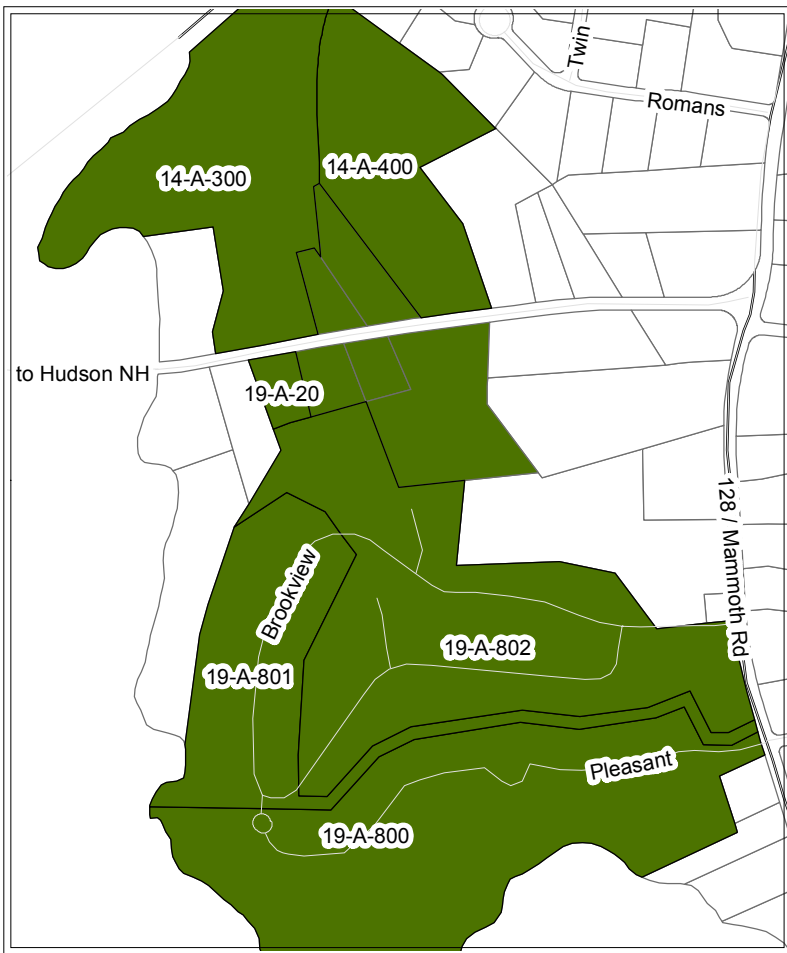 Twin
Romans
14-A-300
14-A-400
to Hudson NH
19-A-20
128 / Mammoth Rd
Brookview
19-A-802
19-A-801
Pleasant
19-A-800